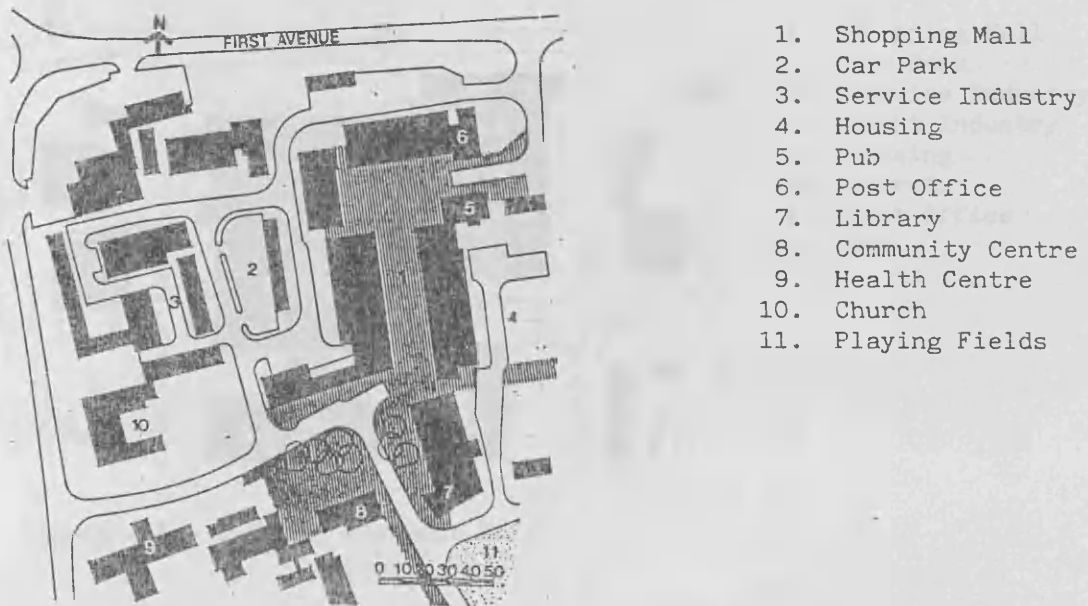 N
FIRST AVENUE
1. Shopping Mall
2. Car Park
3. Service Industry
4. Housing
5. Pub
6. Post Office
7. Library
8. Community Centre
9. Health Centre
10. Church
11. Playing Fields
6
5
2
3
4
10
7
8
9
11
0 10 20 30 40 50